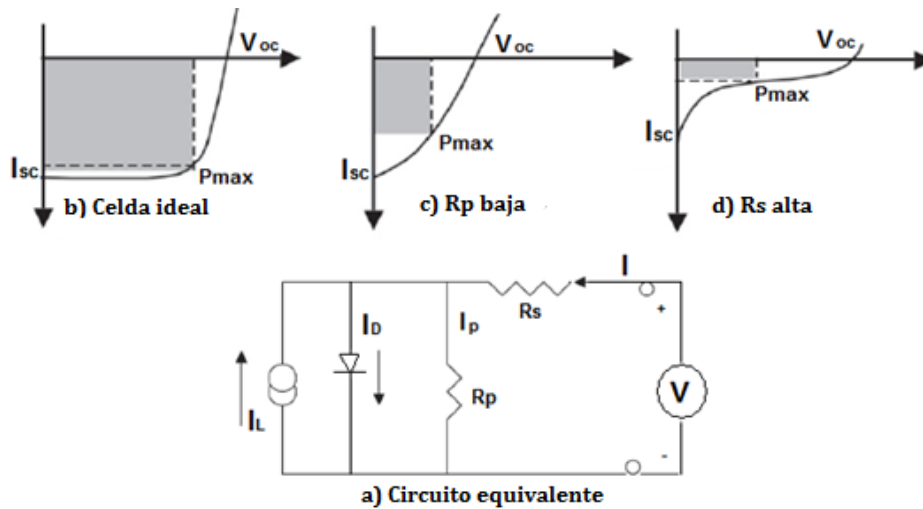 Voc
Pmax
Isc
b) Celda ideal
Voc
Pmax
Isc
c) Rp baja
Voc
Pmax
Isc
d) Rs alta
I
Rs
+
ID
Ip
IL
Rp
V
-
a) Circuito equivalente